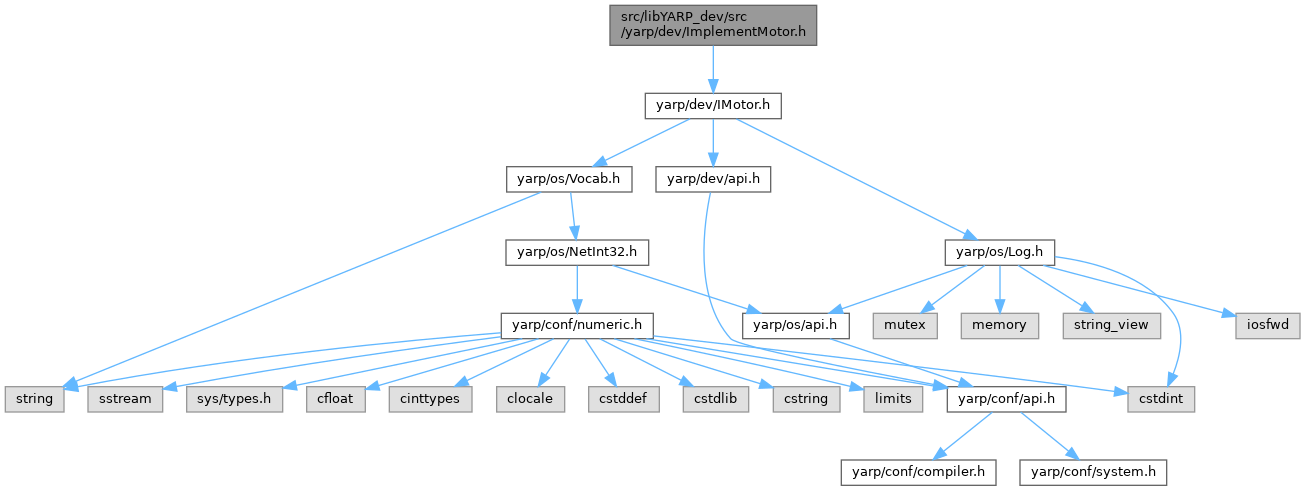 src/libYARP_dev/src
/yarp/dev/ImplementMotor.h
yarp/dev/IMotor.h
yarp/os/Vocab.h
yarp/dev/api.h
yarp/os/NetInt32.h
yarp/os/Log.h
yarp/conf/numeric.h
yarp/os/api.h
mutex
memory
string_view
iosfwd
string
sstream
sys/types.h
cfloat
cinttypes
clocale
cstddef
cstdlib
cstring
limits
yarp/conf/api.h
cstdint
yarp/conf/compiler.h
yarp/conf/system.h